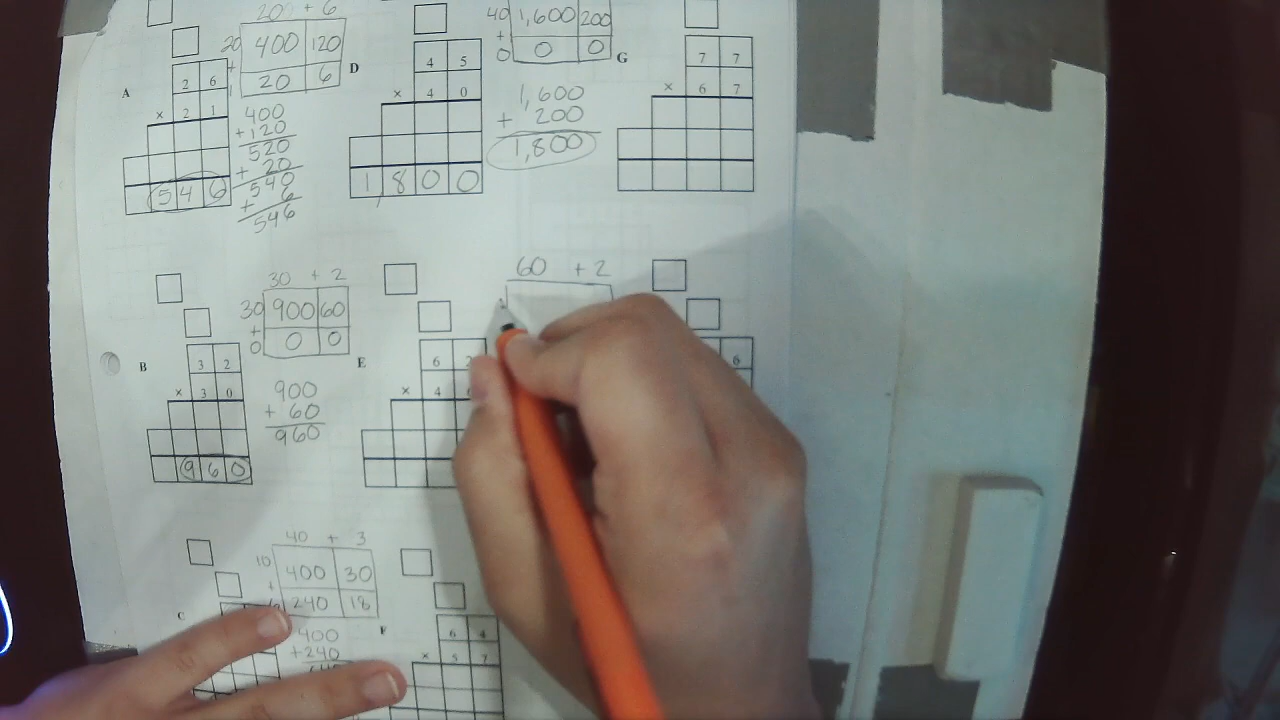 200 + 6
20 400 120
+
1 20 6
A
2 6
× 2 1
5 4 6
400
+120
520
+ 20
540
+ 6
546
D
4 5
× 4 0
1, 8 0 0
40 1,600 200
+
0 0 0
1,600
+ 200
1,800
G
7 7
× 6 7
B
3 2
× 3 0
9 6 0
30 + 2
30 900 60
+
0 0 0
900
+ 60
960
E
6 2
× 4
60 + 2
6
C
40 + 3
10 400 30
+
240 18
400
+240
F
6 4
× 5 7